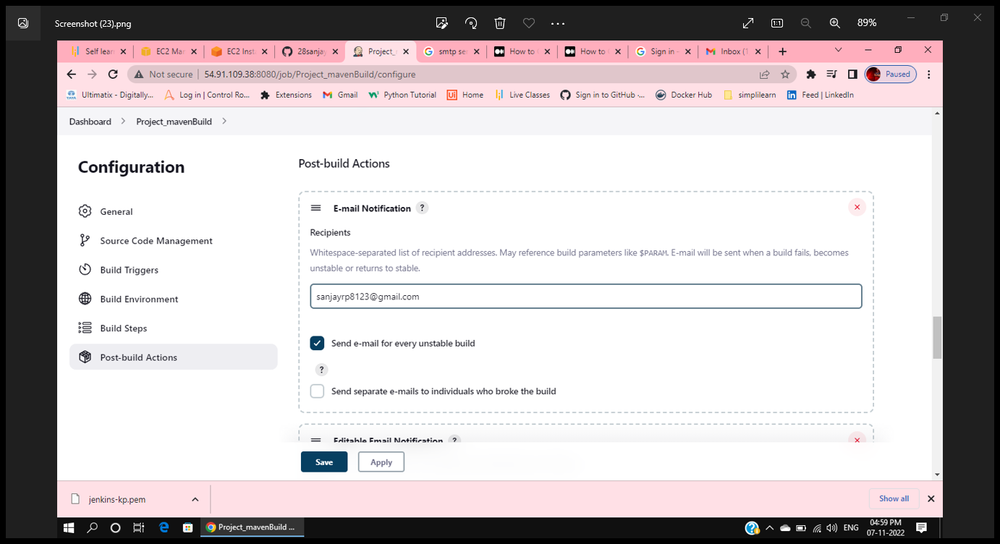 Screenshot (23).png
89%
Self lear
EC2 Mar
EC2 Inst
28sanjay
Project_
smtp se
How to
How to
Sign in -
Inbox (1
Not secure
54.91.109.38:8080/job/Project_mavenBuild/configure
Paused
Ultimatix - Digitally...
Log in | Control Ro...
Extensions
Gmail
Python Tutorial
Home
Live Classes
Sign in to GitHub ·...
Docker Hub
simplilearn
Feed | LinkedIn
Dashboard
Project_mavenBuild
Configuration
General
Source Code Management
Build Triggers
Build Environment
Build Steps
Post-build Actions
Post-build Actions
E-mail Notification ?
Recipients
Whitespace-separated list of recipient addresses. May reference build parameters like $PARAM. E-mail will be sent when a build fails, becomes
unstable or returns to stable.
sanjayrp8123@gmail.com
Send e-mail for every unstable build
?
Send separate e-mails to individuals who broke the build
Editable Email Notification ?
Save
Apply
jenkins-kp.pem
Show all
Project_mavenBuild ...
ENG
04:59 PM
07-11-2022